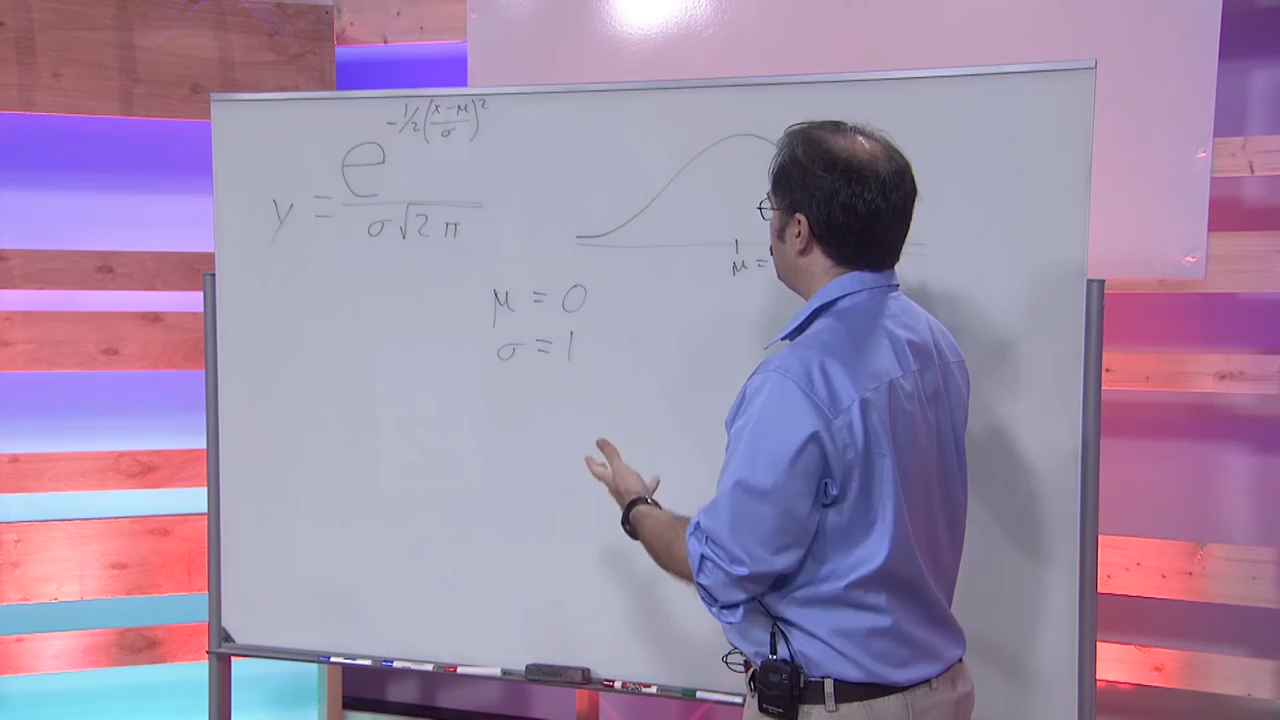 y = e^(-1/2((x-μ)/σ)^2) / σ√2π
μ =
μ = 0
σ = 1